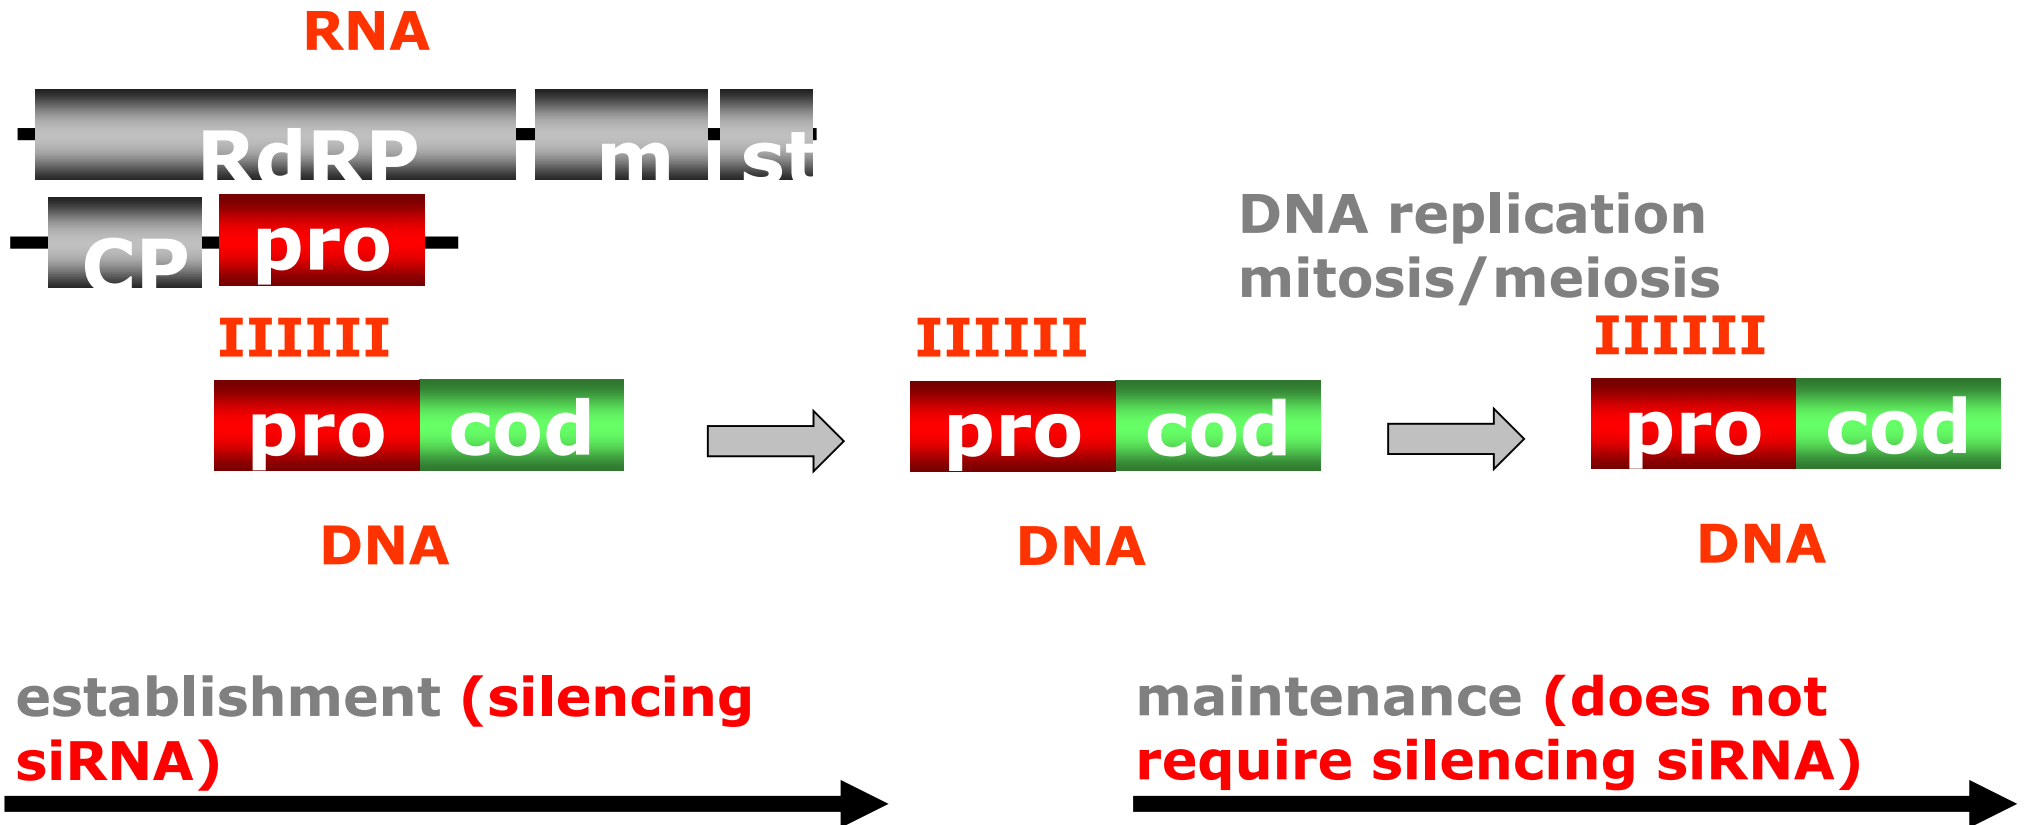 RNA
RdRP m st
CP pro
DNA replication
mitosis/meiosis
IIIIII IIIIII IIIIII
pro cod pro cod pro cod
DNA DNA DNA
establishment (silencing
siRNA)
maintenance (does not
require silencing siRNA)